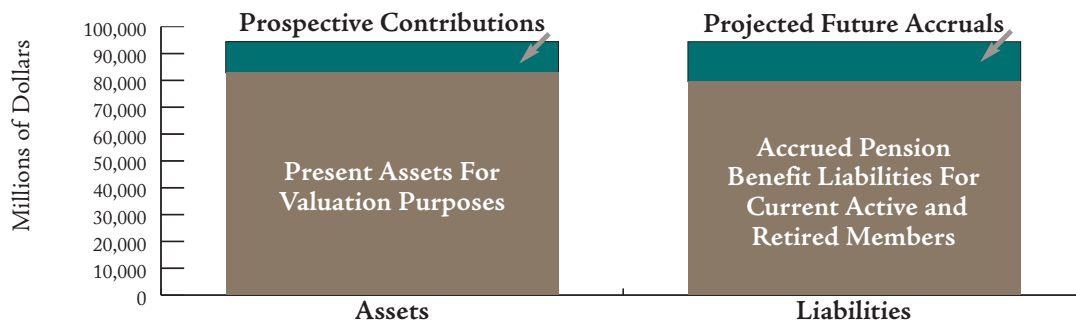 Millions of Dollars
100,000
90,000
80,000
70,000
60,000
50,000
40,000
30,000
20,000
10,000
0
Prospective Contributions
Present Assets For
Valuation Purposes
Assets
Projected Future Accruals
Accrued Pension
Benefit Liabilities For
Current Active and
Retired Members
Liabilities